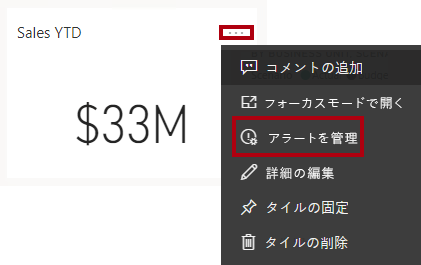 Sales YTD
...
$33M
コメントの追加
フォーカスモードで開く
アラートを管理
詳細の編集
タイルの固定
タイルの削除